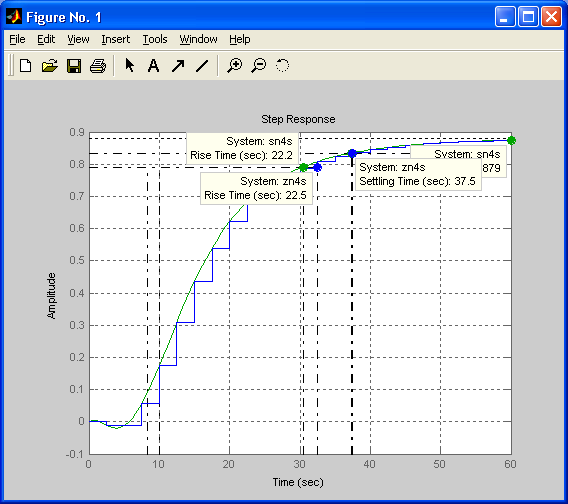 Figure No. 1
File Edit View Insert Tools Window Help
A
Step Response
0.9
0.8
0.7
0.6
0.5
0.4
0.3
0.2
0.1
0
-0.1
Amplitude
System: sn4s
Rise Time (sec): 22.2
System: zn4s
Rise Time (sec): 22.5
System: sn4s
879
System: zn4s
Settling Time (sec): 37.5
0 10 20 30 40 50 60
Time (sec)